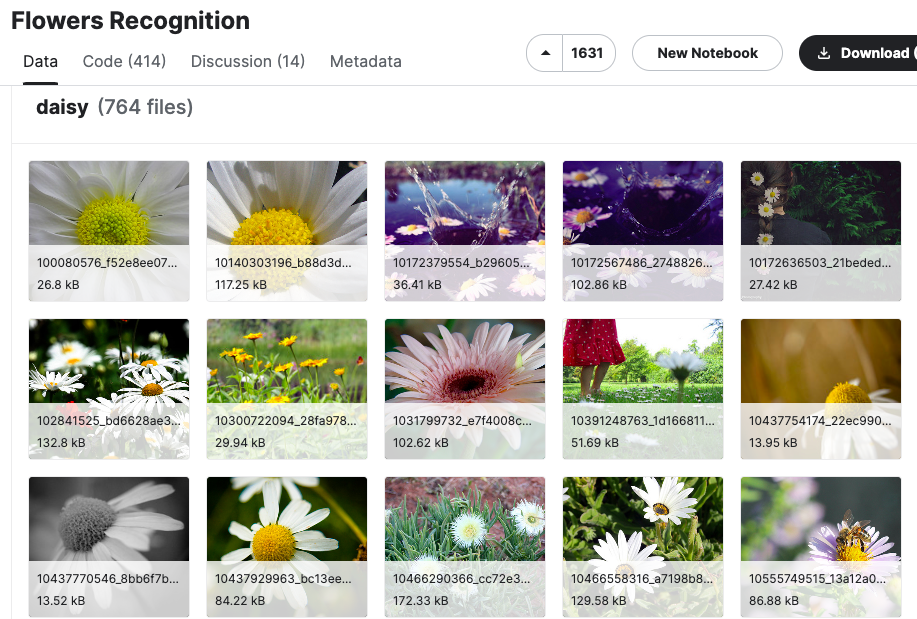 Flowers Recognition
Data Code (414) Discussion (14) Metadata
1631
New Notebook
Download (
daisy (764 files)
100080576_f52e8ee07...
26.8 kB
10140303196_b88d3d...
117.25 kB
10172379554_b29605...
36.41 kB
10172567486_2748826...
102.86 kB
10172636503_21beded...
27.42 kB
102841525_bd6628ae3...
132.8 kB
10300722094_28fa978...
29.94 kB
1031799732_e7f4008c...
102.62 kB
10391248763_1d166811...
51.69 kB
10437754174_22ec990...
13.95 kB
10437770546_8bb6f7b...
13.52 kB
10437929963_bc13ee...
84.22 kB
10466290366_cc72e3...
172.33 kB
10466558316_a7198b8...
129.58 kB
10555749515_13a12a0...
86.88 kB